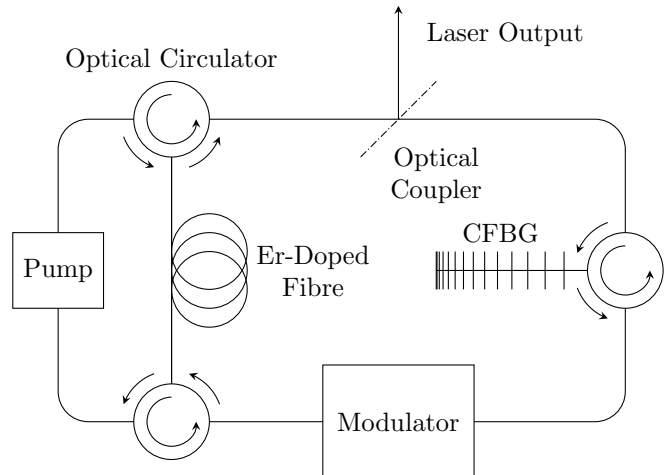 Laser Output
Optical Circulator
Optical
Coupler
CFBG
Er-Doped
Fibre
Pump
Modulator